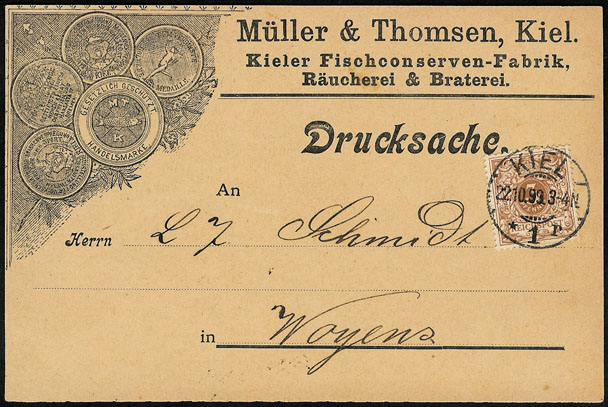 Müller & Thomsen, Kiel.
Kieler Fischconserven-Fabrik,
Räucherei & Braterei.
GESETZLICH GESCHÜTZT
M T
K
HANDELSMARKE
MEDAILLE
Drucksache.
KIEL
22.10.99. 3-4N.
* 1 r
An
Herrn L J Schmidt
in Woyens